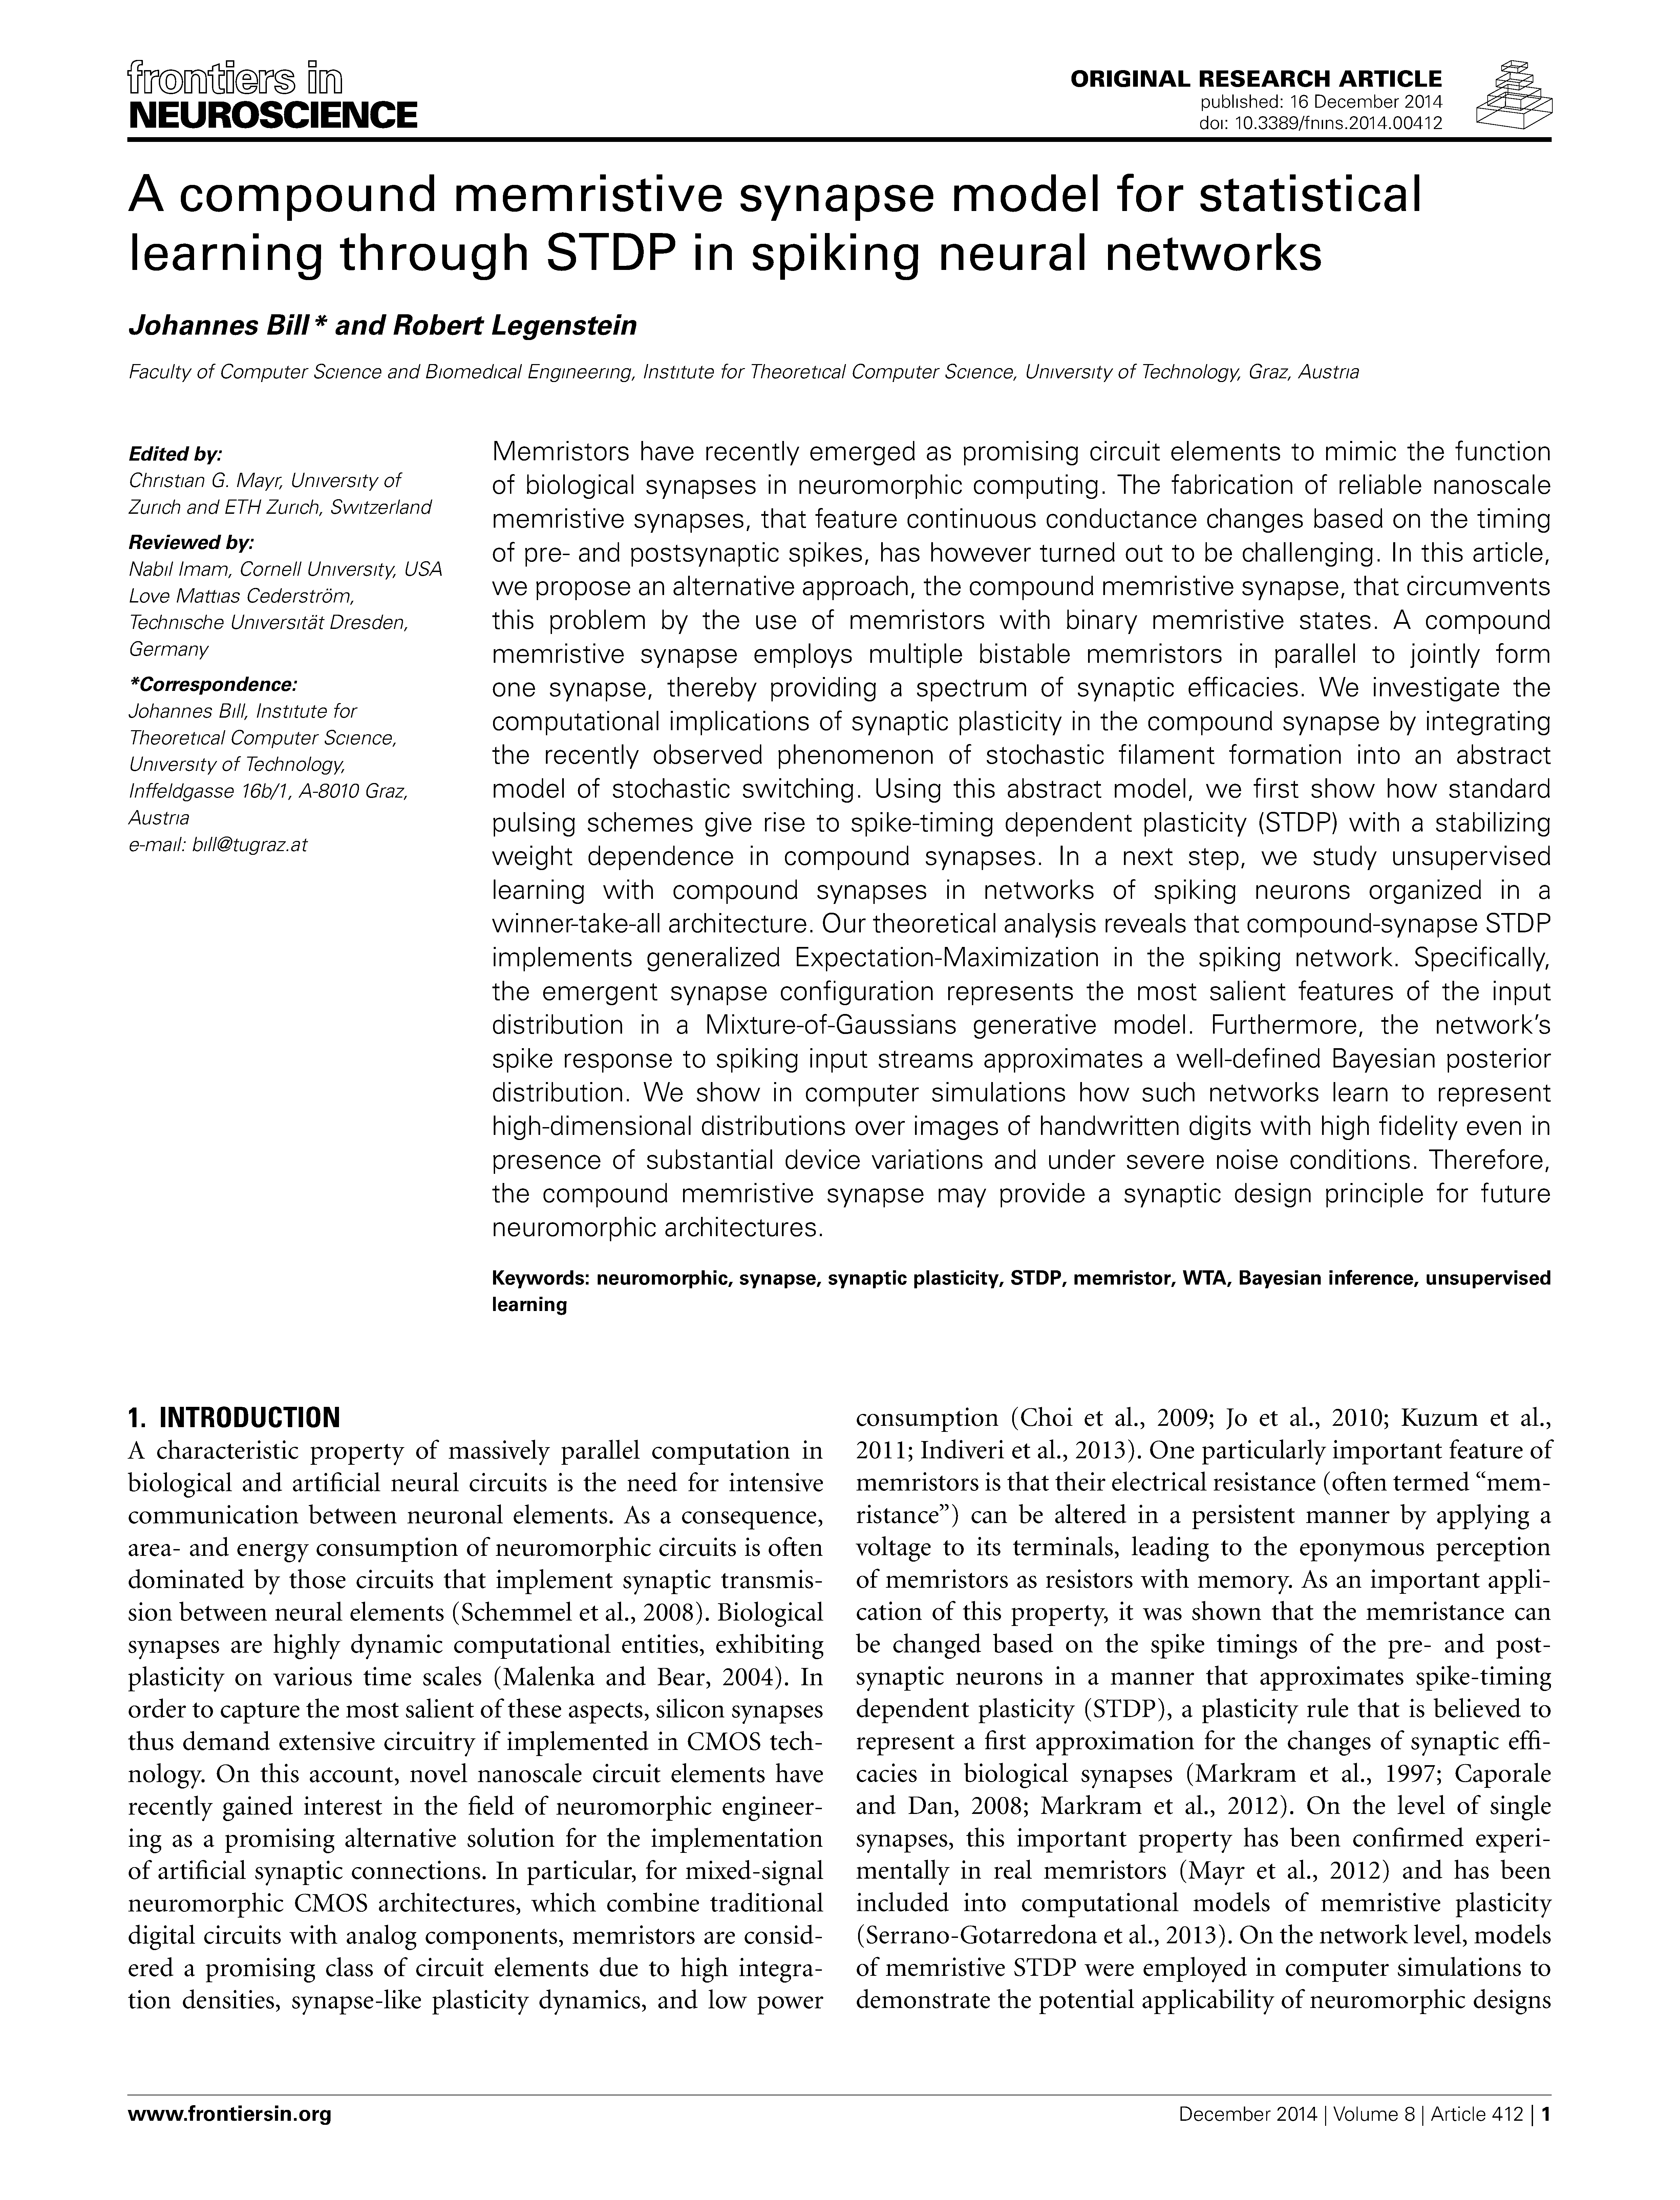 frontiers in
NEUROSCIENCE
ORIGINAL RESEARCH ARTICLE
published: 16 December 2014
doi: 10.3389/fnins.2014.00412
A compound memristive synapse model for statistical
learning through STDP in spiking neural networks
Johannes Bill* and Robert Legenstein
Faculty of Computer Science and Biomedical Engineering, Institute for Theoretical Computer Science, University of Technology, Graz, Austria
Edited by:
Christian G. Mayr, University of
Zurich and ETH Zurich, Switzerland
Reviewed by:
Nabil Imam, Cornell University, USA
Love Mattias Cederström,
Technische Universität Dresden,
Germany
*Correspondence:
Johannes Bill, Institute for
Theoretical Computer Science,
University of Technology,
Inffeldgasse 16b/1, A-8010 Graz,
Austria
e-mail: bill@tugraz.at
Memristors have recently emerged as promising circuit elements to mimic the function
of biological synapses in neuromorphic computing. The fabrication of reliable nanoscale
memristive synapses, that feature continuous conductance changes based on the timing
of pre- and postsynaptic spikes, has however turned out to be challenging. In this article,
we propose an alternative approach, the compound memristive synapse, that circumvents
this problem by the use of memristors with binary memristive states. A compound
memristive synapse employs multiple bistable memristors in parallel to jointly form
one synapse, thereby providing a spectrum of synaptic efficacies. We investigate the
computational implications of synaptic plasticity in the compound synapse by integrating
the recently observed phenomenon of stochastic filament formation into an abstract
model of stochastic switching. Using this abstract model, we first show how standard
pulsing schemes give rise to spike-timing dependent plasticity (STDP) with a stabilizing
weight dependence in compound synapses. In a next step, we study unsupervised
learning with compound synapses in networks of spiking neurons organized in a
winner-take-all architecture. Our theoretical analysis reveals that compound-synapse STDP
implements generalized Expectation-Maximization in the spiking network. Specifically,
the emergent synapse configuration represents the most salient features of the input
distribution in a Mixture-of-Gaussians generative model. Furthermore, the network's
spike response to spiking input streams approximates a well-defined Bayesian posterior
distribution. We show in computer simulations how such networks learn to represent
high-dimensional distributions over images of handwritten digits with high fidelity even in
presence of substantial device variations and under severe noise conditions. Therefore,
the compound memristive synapse may provide a synaptic design principle for future
neuromorphic architectures.
Keywords: neuromorphic, synapse, synaptic plasticity, STDP, memristor, WTA, Bayesian inference, unsupervised
learning
1. INTRODUCTION
A characteristic property of massively parallel computation in
biological and artificial neural circuits is the need for intensive
communication between neuronal elements. As a consequence,
area- and energy consumption of neuromorphic circuits is often
dominated by those circuits that implement synaptic transmis-
sion between neural elements (Schemmel et al., 2008). Biological
synapses are highly dynamic computational entities, exhibiting
plasticity on various time scales (Malenka and Bear, 2004). In
order to capture the most salient of these aspects, silicon synapses
thus demand extensive circuitry if implemented in CMOS tech-
nology. On this account, novel nanoscale circuit elements have
recently gained interest in the field of neuromorphic engineer-
ing as a promising alternative solution for the implementation
of artificial synaptic connections. In particular, for mixed-signal
neuromorphic CMOS architectures, which combine traditional
digital circuits with analog components, memristors are consid-
ered a promising class of circuit elements due to high integra-
tion densities, synapse-like plasticity dynamics, and low power
consumption (Choi et al., 2009; Jo et al., 2010; Kuzum et al.,
2011; Indiveri et al., 2013). One particularly important feature of
memristors is that their electrical resistance (often termed “mem-
ristance”) can be altered in a persistent manner by applying a
voltage to its terminals, leading to the eponymous perception
of memristors as resistors with memory. As an important appli-
cation of this property, it was shown that the memristance can
be changed based on the spike timings of the pre- and post-
synaptic neurons in a manner that approximates spike-timing
dependent plasticity (STDP), a plasticity rule that is believed to
represent a first approximation for the changes of synaptic effi-
cacies in biological synapses (Markram et al., 1997; Caporale
and Dan, 2008; Markram et al., 2012). On the level of single
synapses, this important property has been confirmed experi-
mentally in real memristors (Mayr et al., 2012) and has been
included into computational models of memristive plasticity
(Serrano-Gotarredona et al., 2013). On the network level, models
of memristive STDP were employed in computer simulations to
demonstrate the potential applicability of neuromorphic designs
www.frontiersin.org
December 2014 | Volume 8 | Article 412 | 1